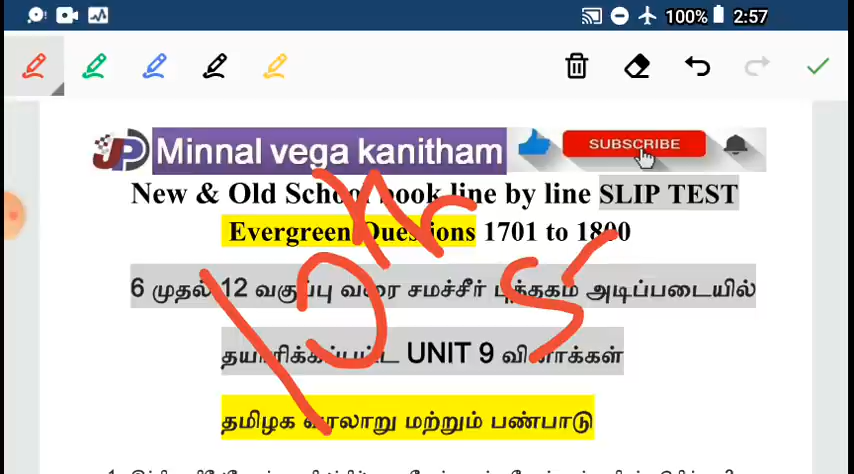 100% 2:57
JP Minnal vega kanitham SUBSCRIBE
New & Old School book line by line SLIP TEST
Evergreen Questions 1701 to 1800
6 முதல் 12 வகுப்பு வரை சமச்சீர் புத்தகம் அடிப்படையில்
தயாரிக்கப்பட்ட UNIT 9 வினாக்கள்
தமிழக வரலாறு மற்றும் பண்பாடு